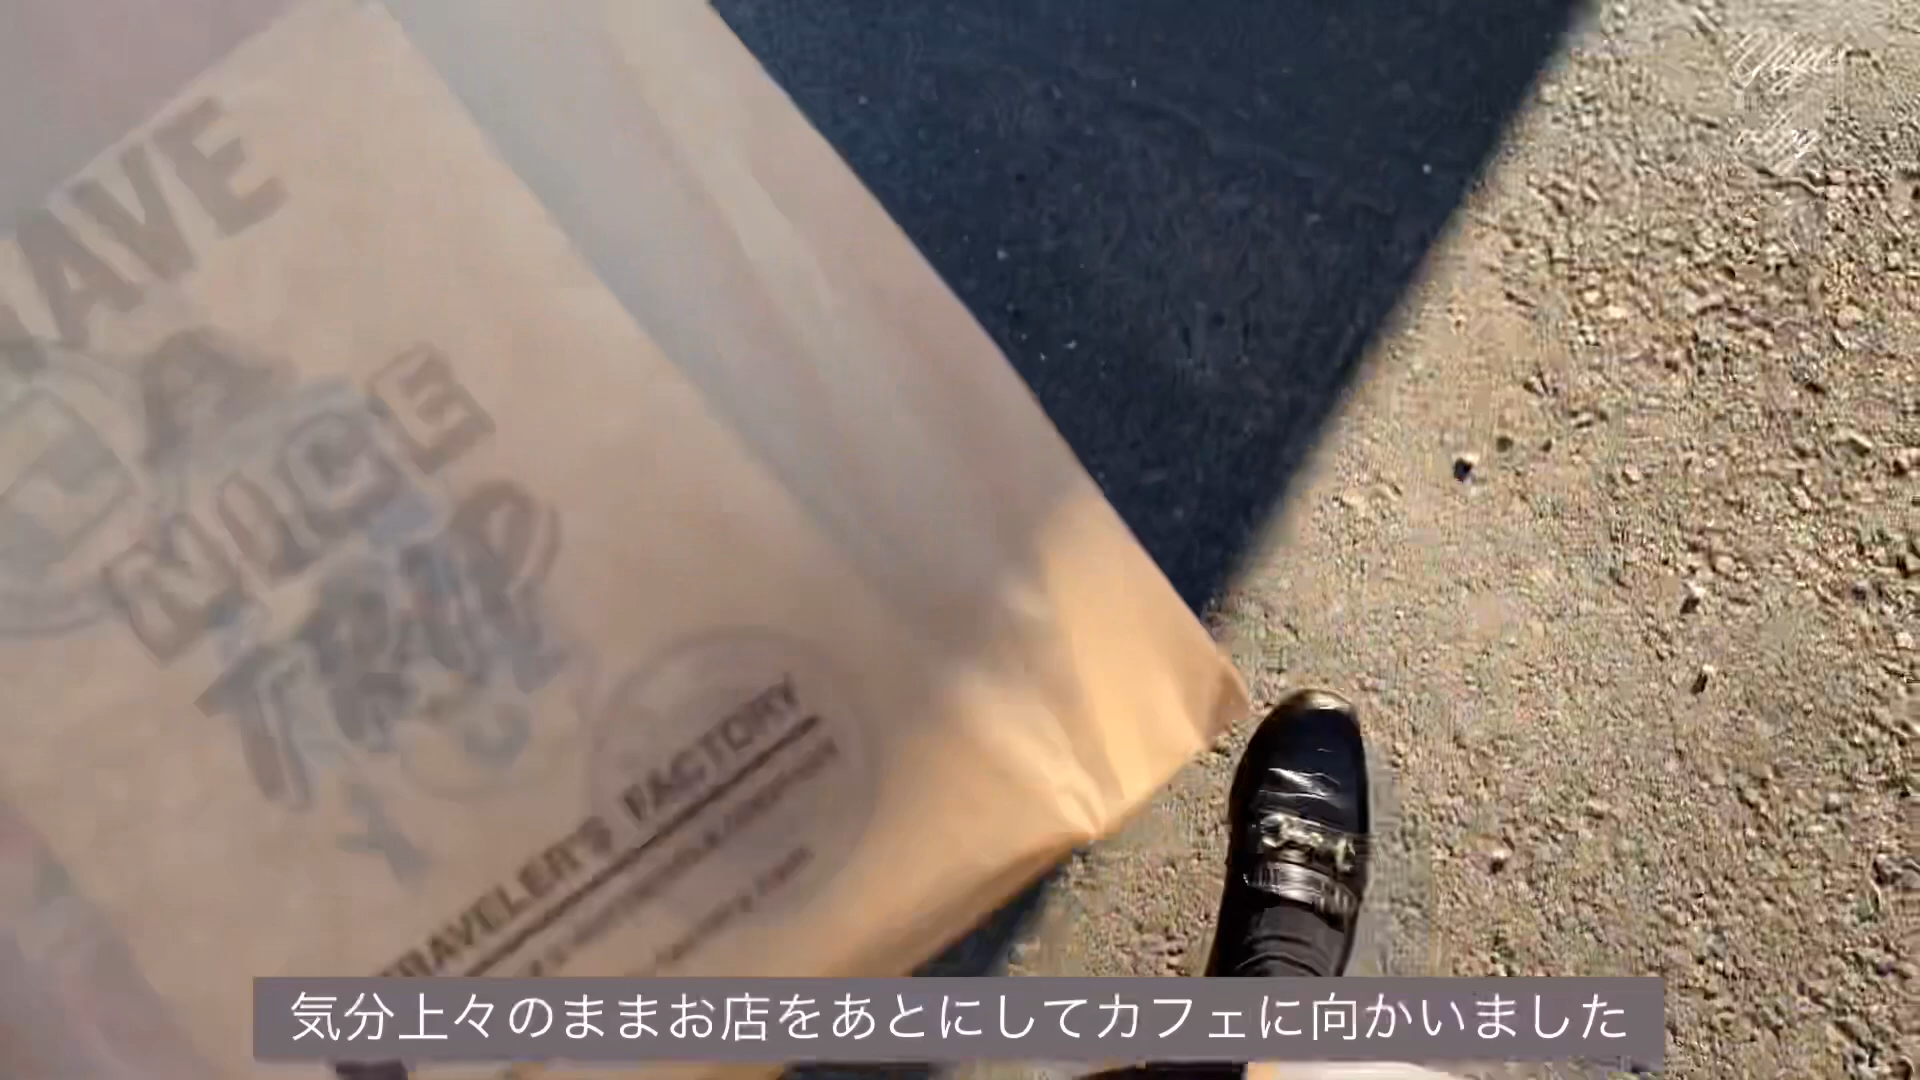 HAVE
A
NICE
TRIP
TRAVELER'S FACTORY
気分上々のままお店をあとにしてカフェに向かいました